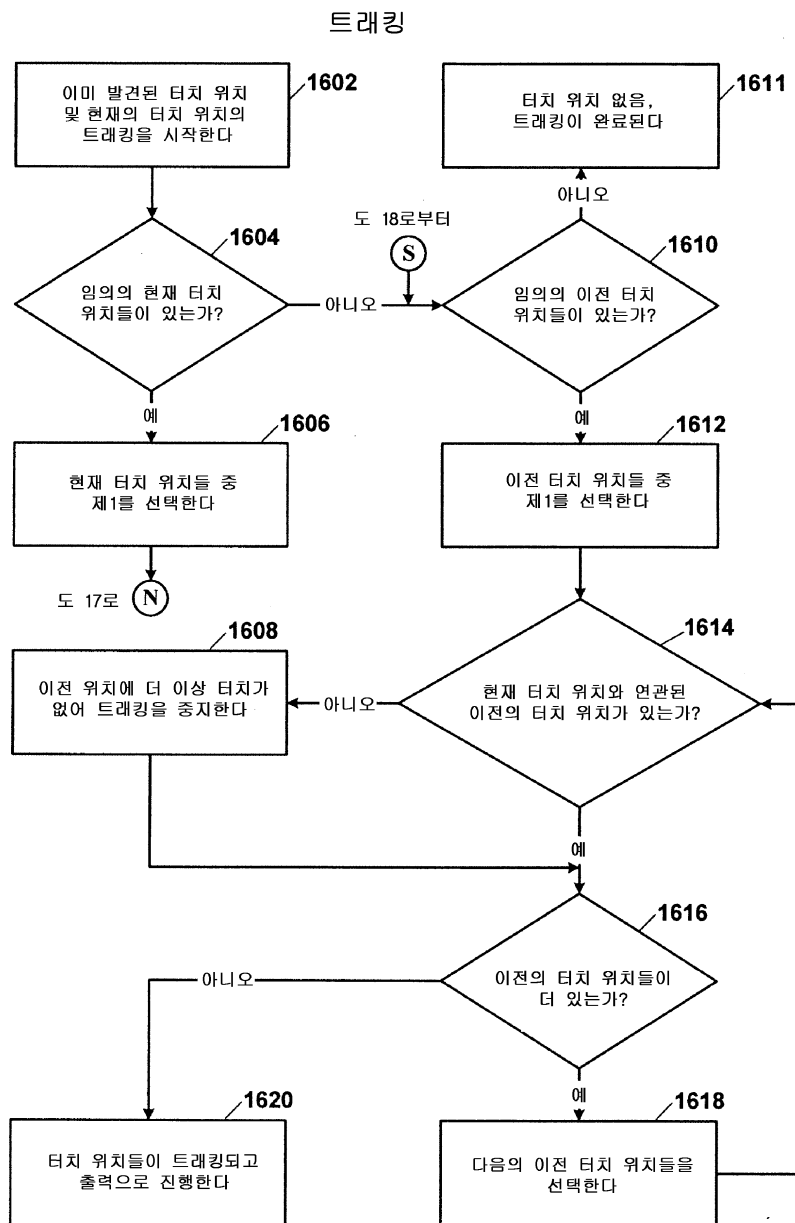 트래킹
1602
이미 발견된 터치 위치
및 현재의 터치 위치의
트래킹을 시작한다
1611
터치 위치 없음,
트래킹이 완료된다
아니오
도 18로부터
S
1604
임의의 현재 터치
위치들이 있는가?
아니오
1610
임의의 이전 터치
위치들이 있는가?
예
1606
현재 터치 위치들 중
제1를 선택한다
도 17로
N
예
1612
이전 터치 위치들 중
제1를 선택한다
1608
이전 위치에 더 이상 터치가
없어 트래킹을 중지한다
아니오
1614
현재 터치 위치와 연관된
이전의 터치 위치가 있는가?
예
1616
이전의 터치 위치들이
더 있는가?
아니오
예
1620
터치 위치들이 트래킹되고
출력으로 진행한다
1618
다음의 이전 터치 위치들을
선택한다